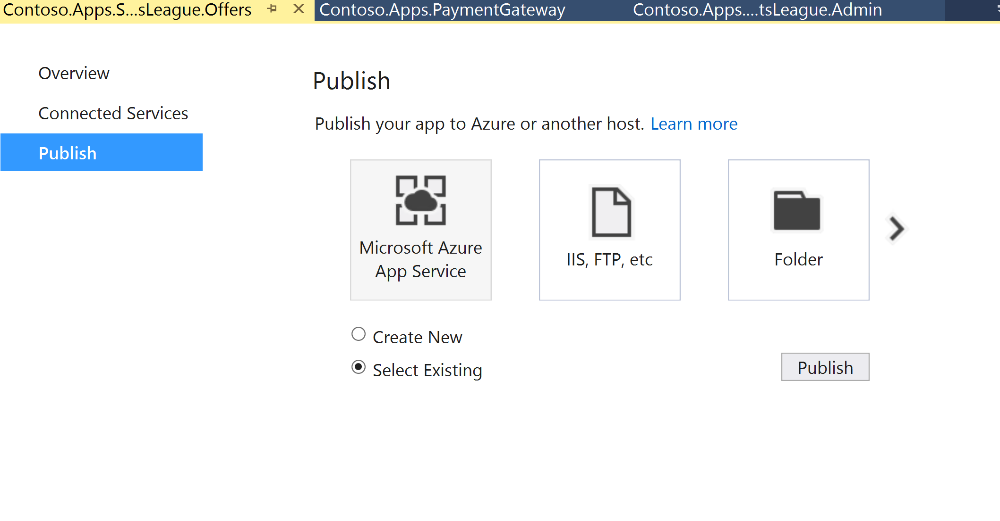 Contoso.Apps.S...sLeague.Offers
Contoso.Apps.PaymentGateway
Contoso.Apps....tsLeague.Admin
Overview
Connected Services
Publish
Publish
Publish your app to Azure or another host. Learn more
Microsoft Azure
App Service
IIS, FTP, etc
Folder
Create New
Select Existing
Publish